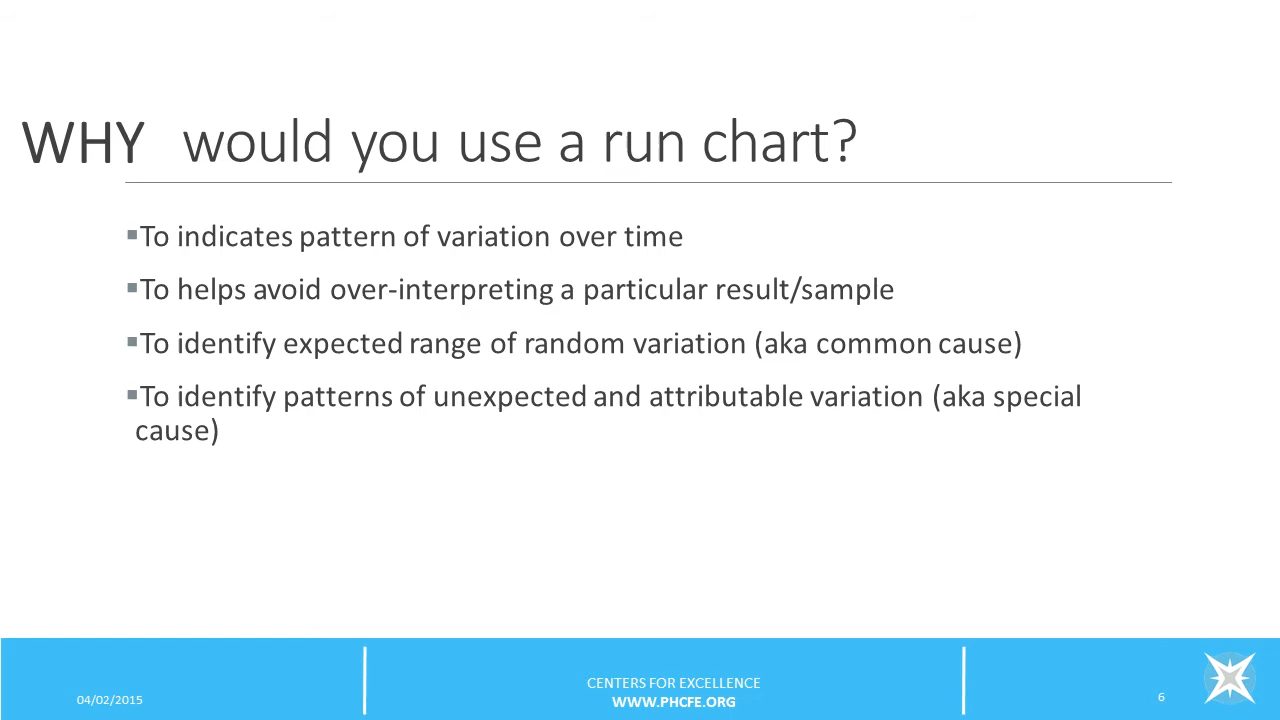 WHY would you use a run chart?
▪To indicates pattern of variation over time
▪To helps avoid over-interpreting a particular result/sample
▪To identify expected range of random variation (aka common cause)
▪To identify patterns of unexpected and attributable variation (aka special
cause)
04/02/2015
CENTERS FOR EXCELLENCE
WWW.PHCFE.ORG
6